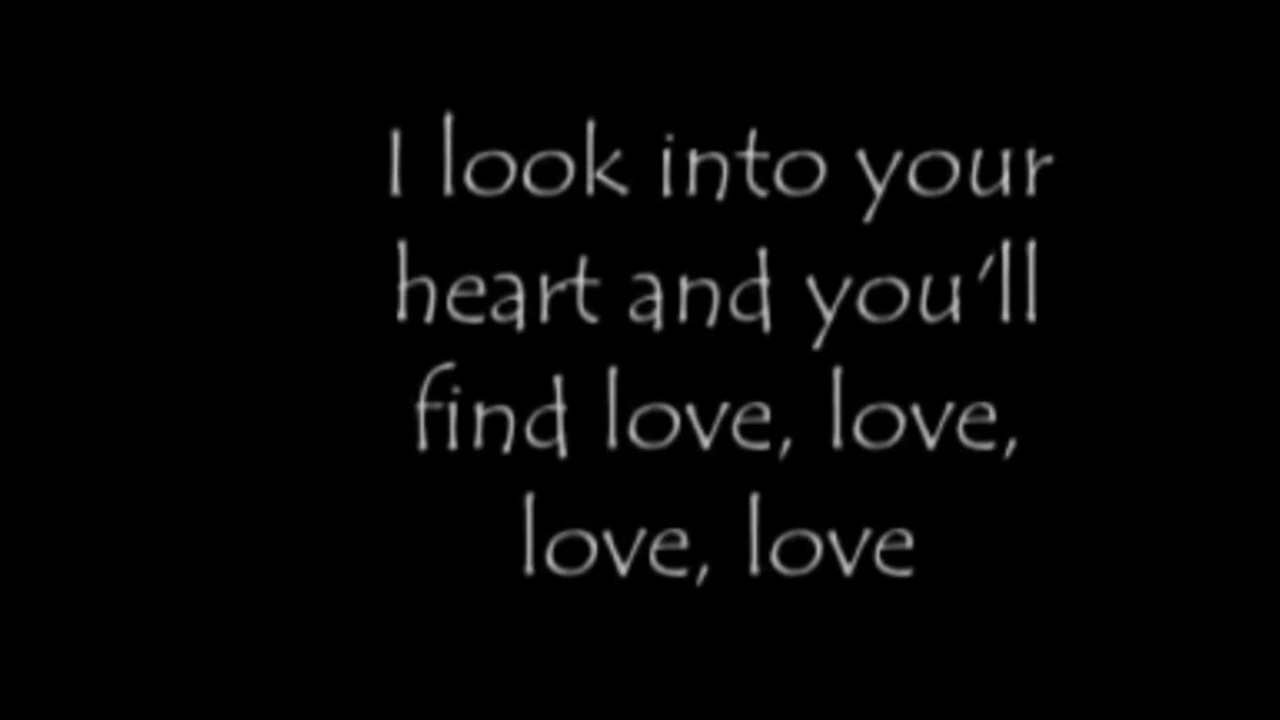 I look into your
heart and you'll
find love, love,
love, love